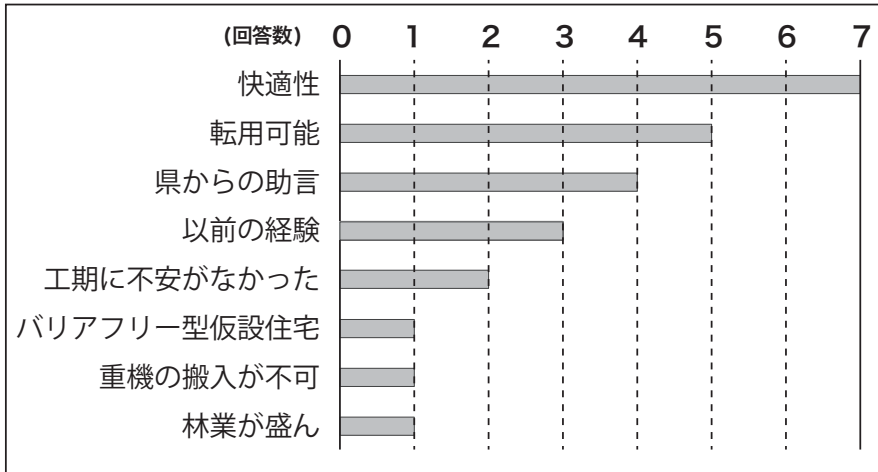 (回答数) 0 1 2 3 4 5 6 7
快適性
転用可能
県からの助言
以前の経験
工期に不安がなかった
バリアフリー型仮設住宅
重機の搬入が不可
林業が盛ん